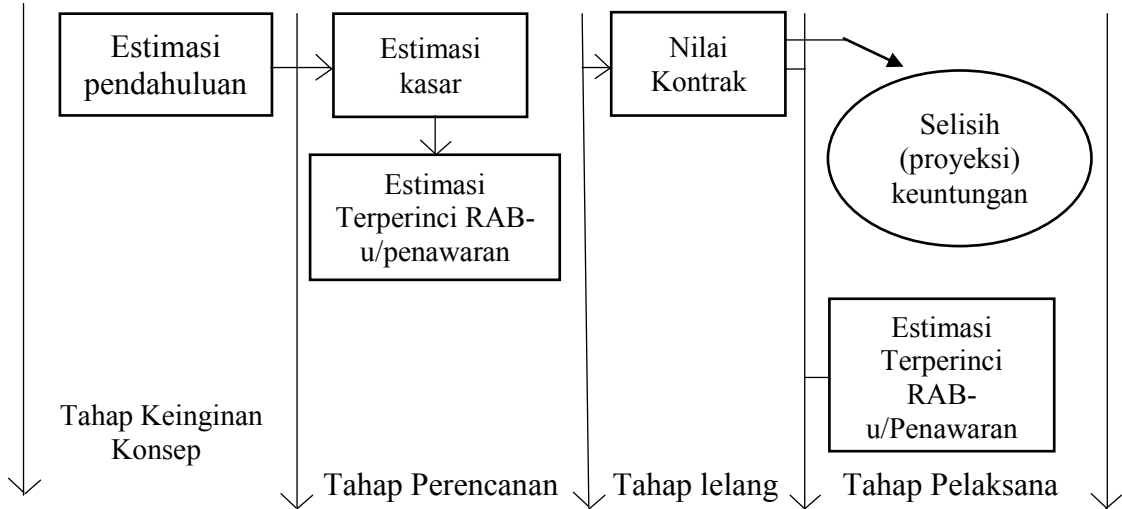 Estimasi
pendahuluan
Estimasi
kasar
Nilai
Kontrak
Selisih
(proyeksi)
keuntungan
Estimasi
Terperinci RAB-
u/penawaran
Estimasi
Terperinci
RAB-
u/Penawaran
Tahap Keinginan
Konsep
Tahap Perencanan
Tahap lelang
Tahap Pelaksana